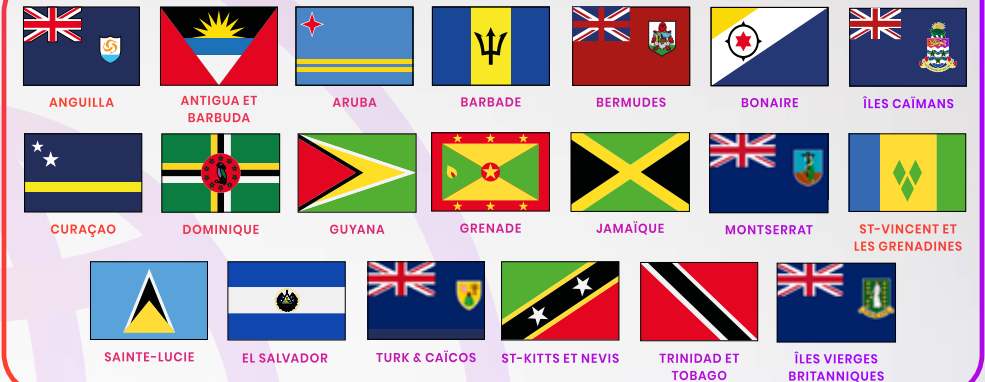 ANGUILLA
ANTIGUA ET
BARBUDA
ARUBA
BARBADE
BERMUDES
BONAIRE
ÎLES CAÏMANS
CURAÇAO
DOMINIQUE
GUYANA
GRENADE
JAMAÏQUE
MONTSERRAT
ST-VINCENT ET
LES GRENADINES
SAINTE-LUCIE
EL SALVADOR
TURK & CAÏCOS
ST-KITTS ET NEVIS
TRINIDAD ET
TOBAGO
ÎLES VIERGES
BRITANNIQUES